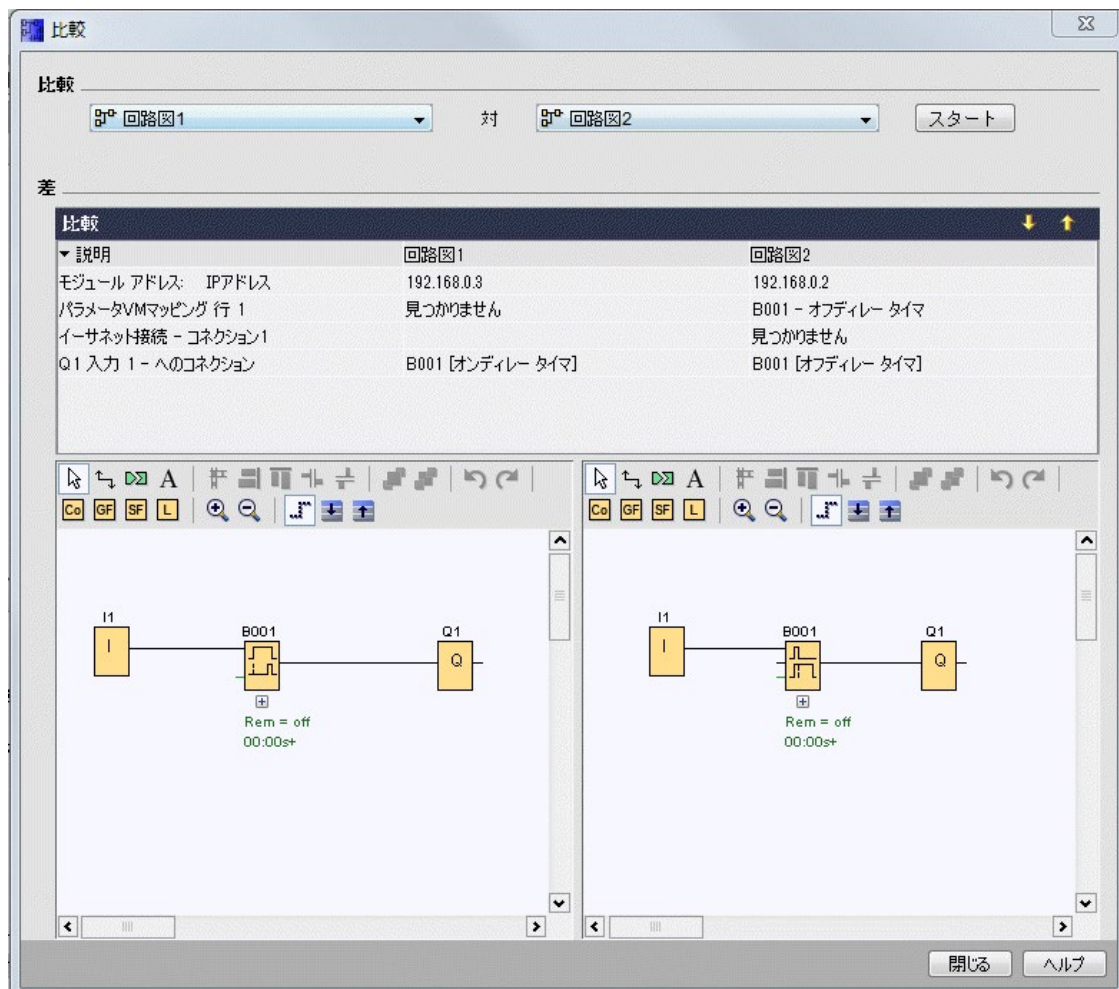 比較
比較
回路図1 対 回路図2 スタート
差
比較
説明 回路図1 回路図2
モジュール アドレス: IPアドレス 192.168.0.3 192.168.0.2
パラメータVMマッピング 行 1 見つかりません B001 - オフディレー タイマ
イーサネット接続 - コネクション1 見つかりません
Q1 入力 1 - へのコネクション B001 [オンディレー タイマ] B001 [オフディレー タイマ]
A A
Co GF SF L Co GF SF L
I1 I1
I I
B001 Q1 B001 Q1
Q Q
Rem = off Rem = off
00:00s+ 00:00s+
閉じる ヘルプ